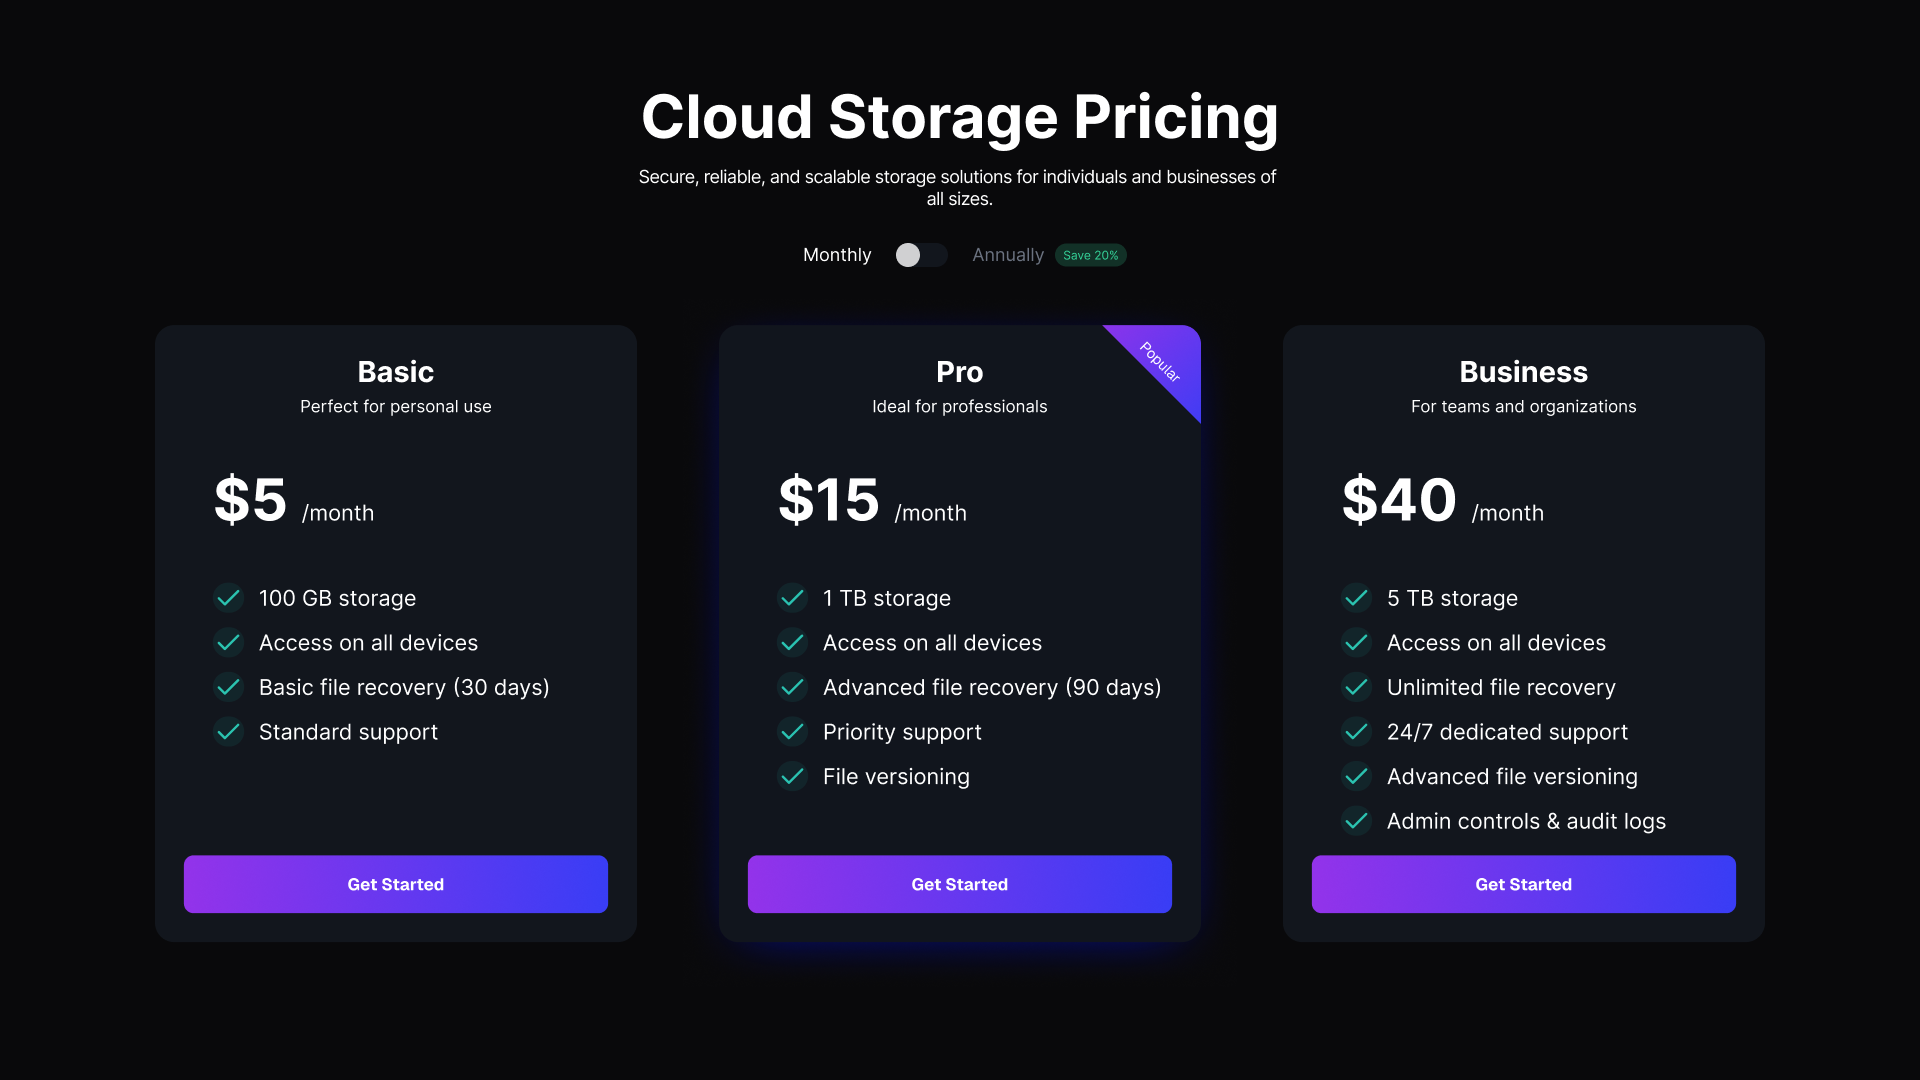 Cloud Storage Pricing
Secure, reliable, and scalable storage solutions for individuals and businesses of
all sizes.
Monthly Annually Save 20%
Basic
Perfect for personal use
$5 /month
100 GB storage
Access on all devices
Basic file recovery (30 days)
Standard support
Get Started
Popular
Pro
Ideal for professionals
$15 /month
1 TB storage
Access on all devices
Advanced file recovery (90 days)
Priority support
File versioning
Get Started
Business
For teams and organizations
$40 /month
5 TB storage
Access on all devices
Unlimited file recovery
24/7 dedicated support
Advanced file versioning
Admin controls & audit logs
Get Started